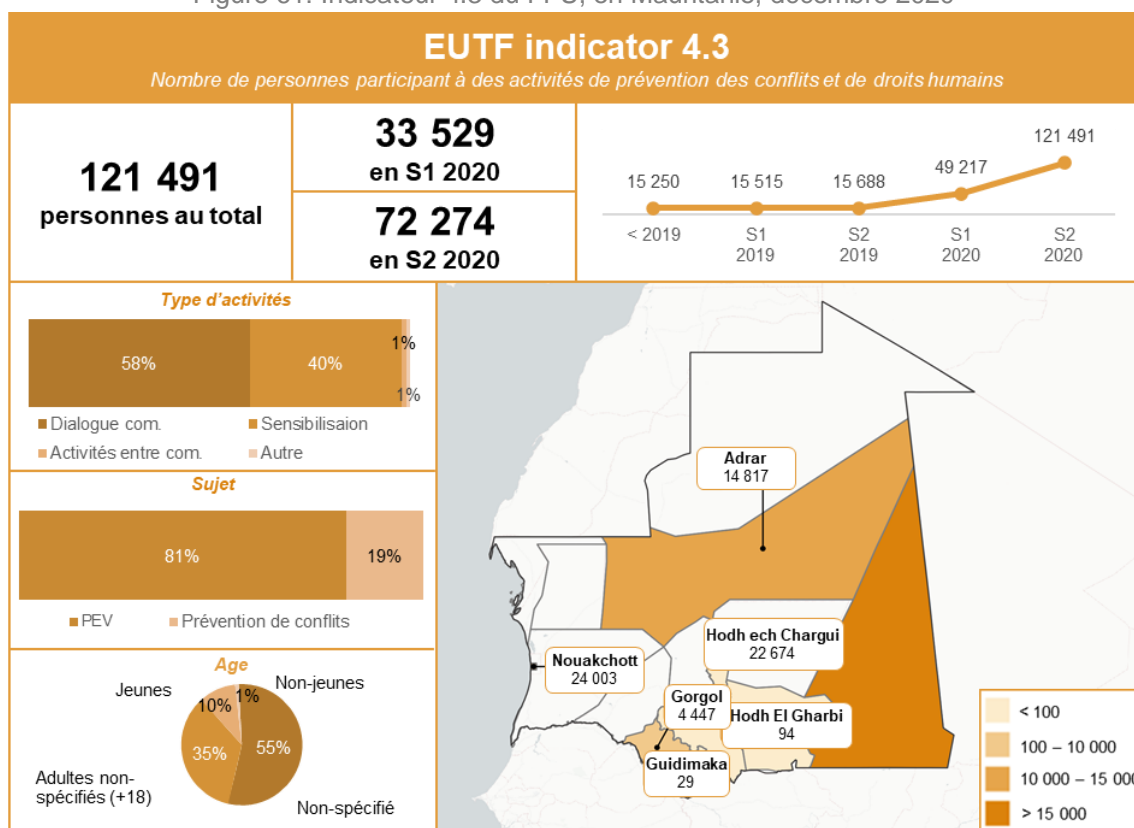 EUTF indicator 4.3
Nombre de personnes participant à des activités de prévention des conflits et de droits humains
121 491
personnes au total
33 529
en S1 2020
72 274
en S2 2020
15 250
15 515
15 688
49 217
121 491
< 2019
S1
2019
S2
2019
S1
2020
S2
2020
Type d'activités
58%
40%
1%
1%
Dialogue com.
Sensibilisaion
Activités entre com.
Autre
Sujet
81%
19%
PEV
Prévention de conflits
Age
Jeunes
Non-jeunes
10%
1%
35%
55%
Adultes non-
spécifiés (+18)
Non-spécifié
Adrar
14 817
Hodh ech Chargui
22 674
Nouakchott
24 003
Gorgol
4 447
Hodh El Gharbi
94
Guidimaka
29
< 100
100 – 10 000
10 000 – 15 000
> 15 000